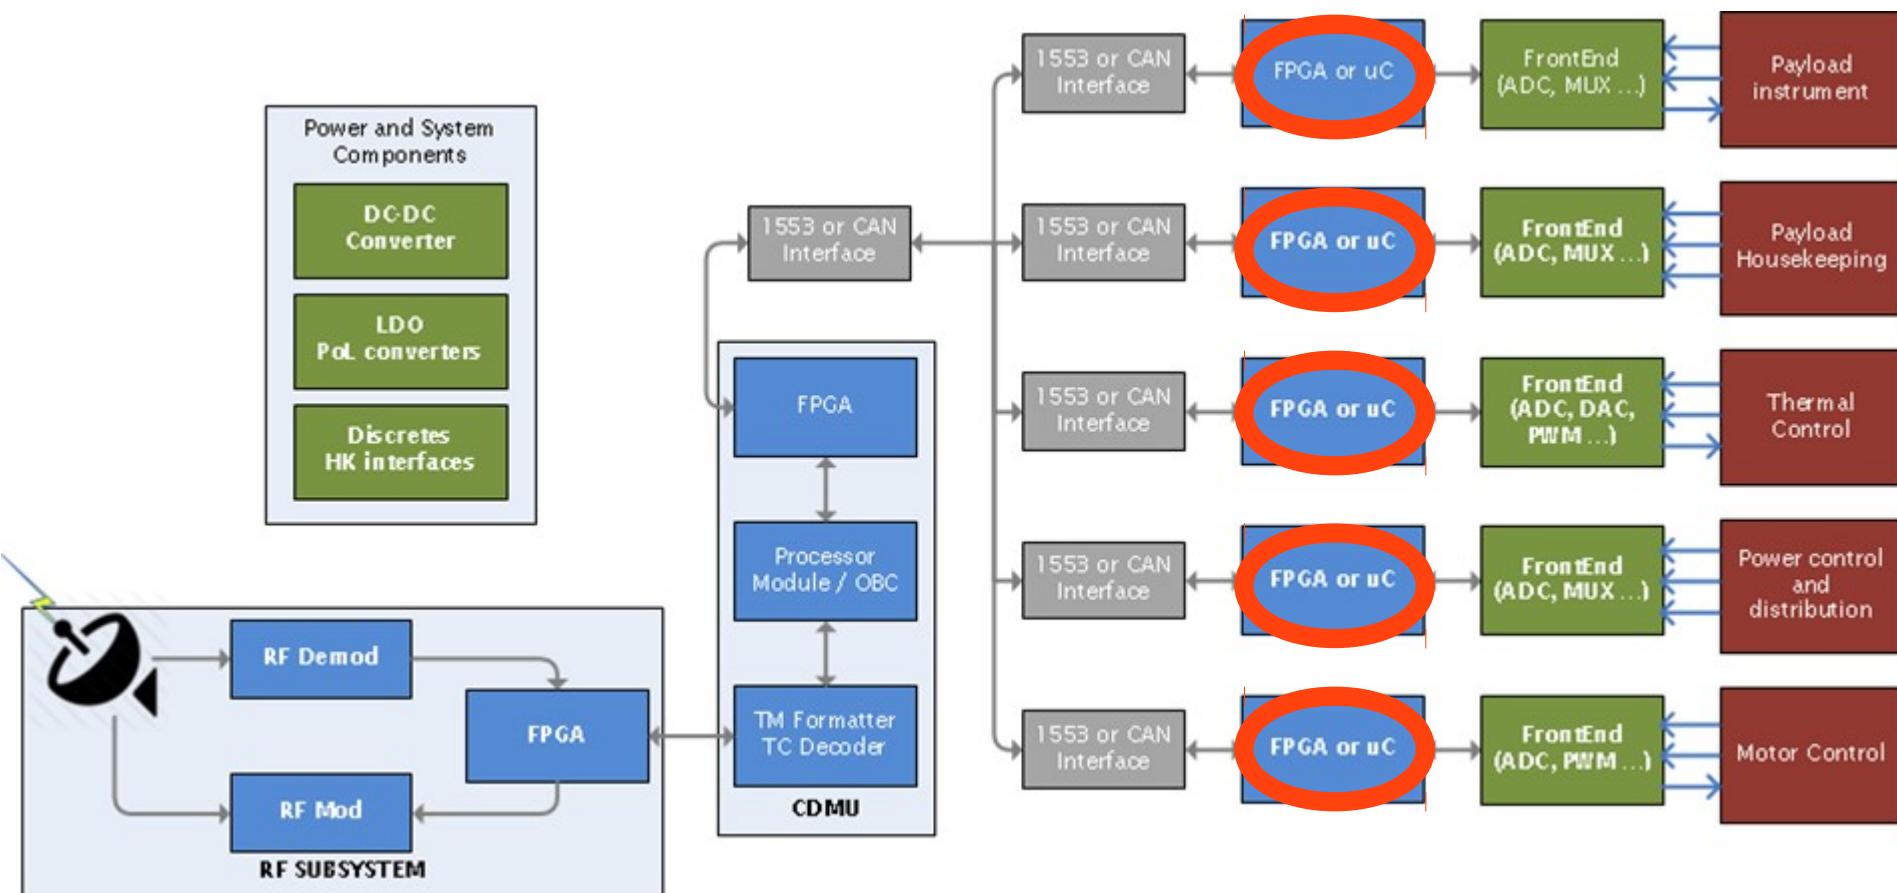 Power and System
Components
DC-DC
Converter
LDO
PoL converters
Discretes
HK interfaces
RF Demod
FPGA
RF Mod
RF SUBSYSTEM
1553 or CAN
Interface
FPGA
Processor
Module / OBC
TM Formatter
TC Decoder
CDMU
1553 or CAN
Interface
FPGA or uC
FrontEnd
(ADC, MUX ...)
Payload
instrument
1553 or CAN
Interface
FPGA or uC
FrontEnd
(ADC, MUX ...)
Payload
Housekeeping
1553 or CAN
Interface
FPGA or uC
FrontEnd
(ADC, DAC,
PWM ...)
Thermal
Control
1553 or CAN
Interface
FPGA or uC
FrontEnd
(ADC, MUX ...)
Power control
and
distribution
1553 or CAN
Interface
FPGA or uC
FrontEnd
(ADC, PWM ...)
Motor Control